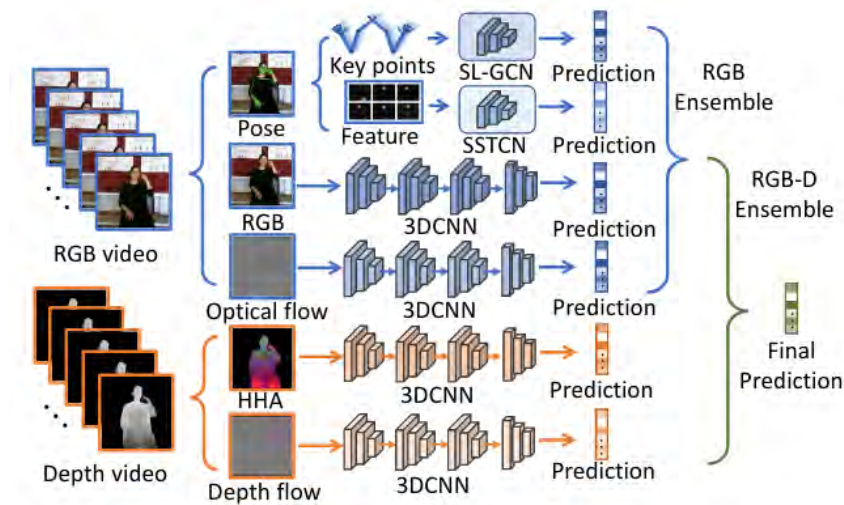 Key points
SL-GCN
Prediction
RGB
Ensemble
Pose
Feature
SSTCN
Prediction
RGB video
RGB
3DCNN
Prediction
RGB-D
Ensemble
Optical flow
3DCNN
Prediction
HHA
3DCNN
Prediction
Final
Prediction
Depth video
Depth flow
3DCNN
Prediction